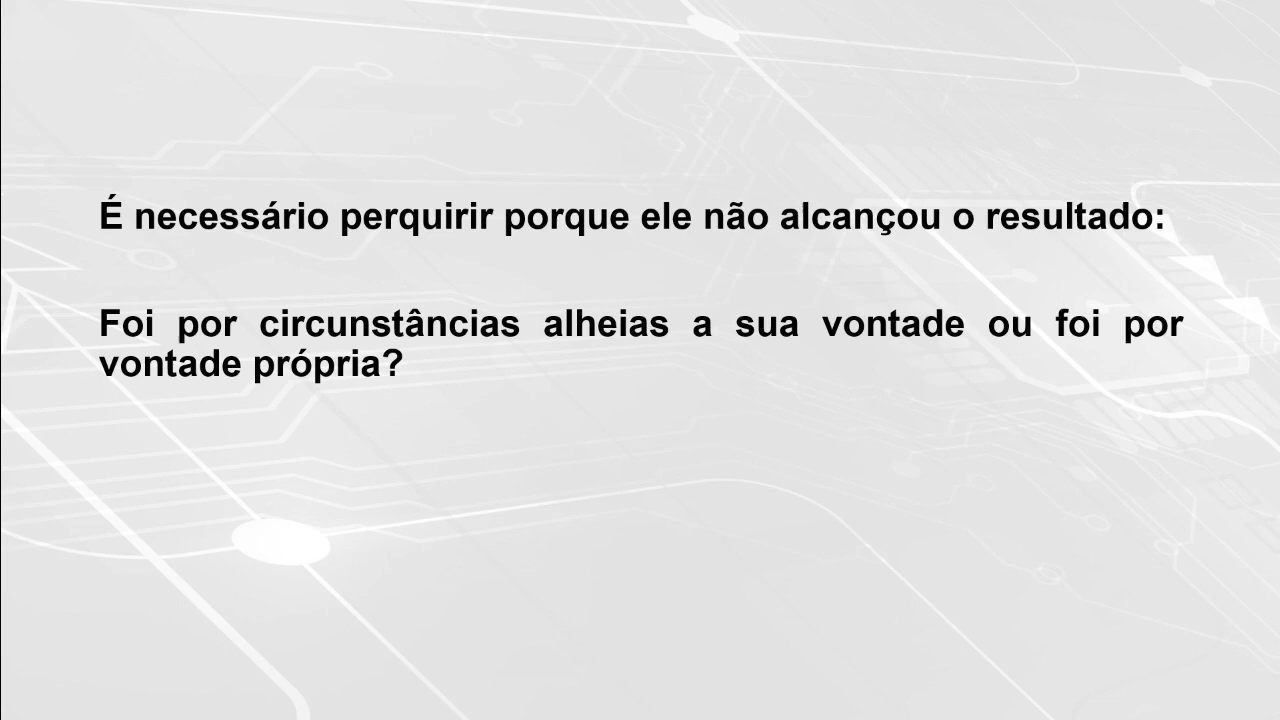 É necessário perquirir porque ele não alcançou o resultado:
Foi por circunstâncias alheias a sua vontade ou foi por
vontade própria?